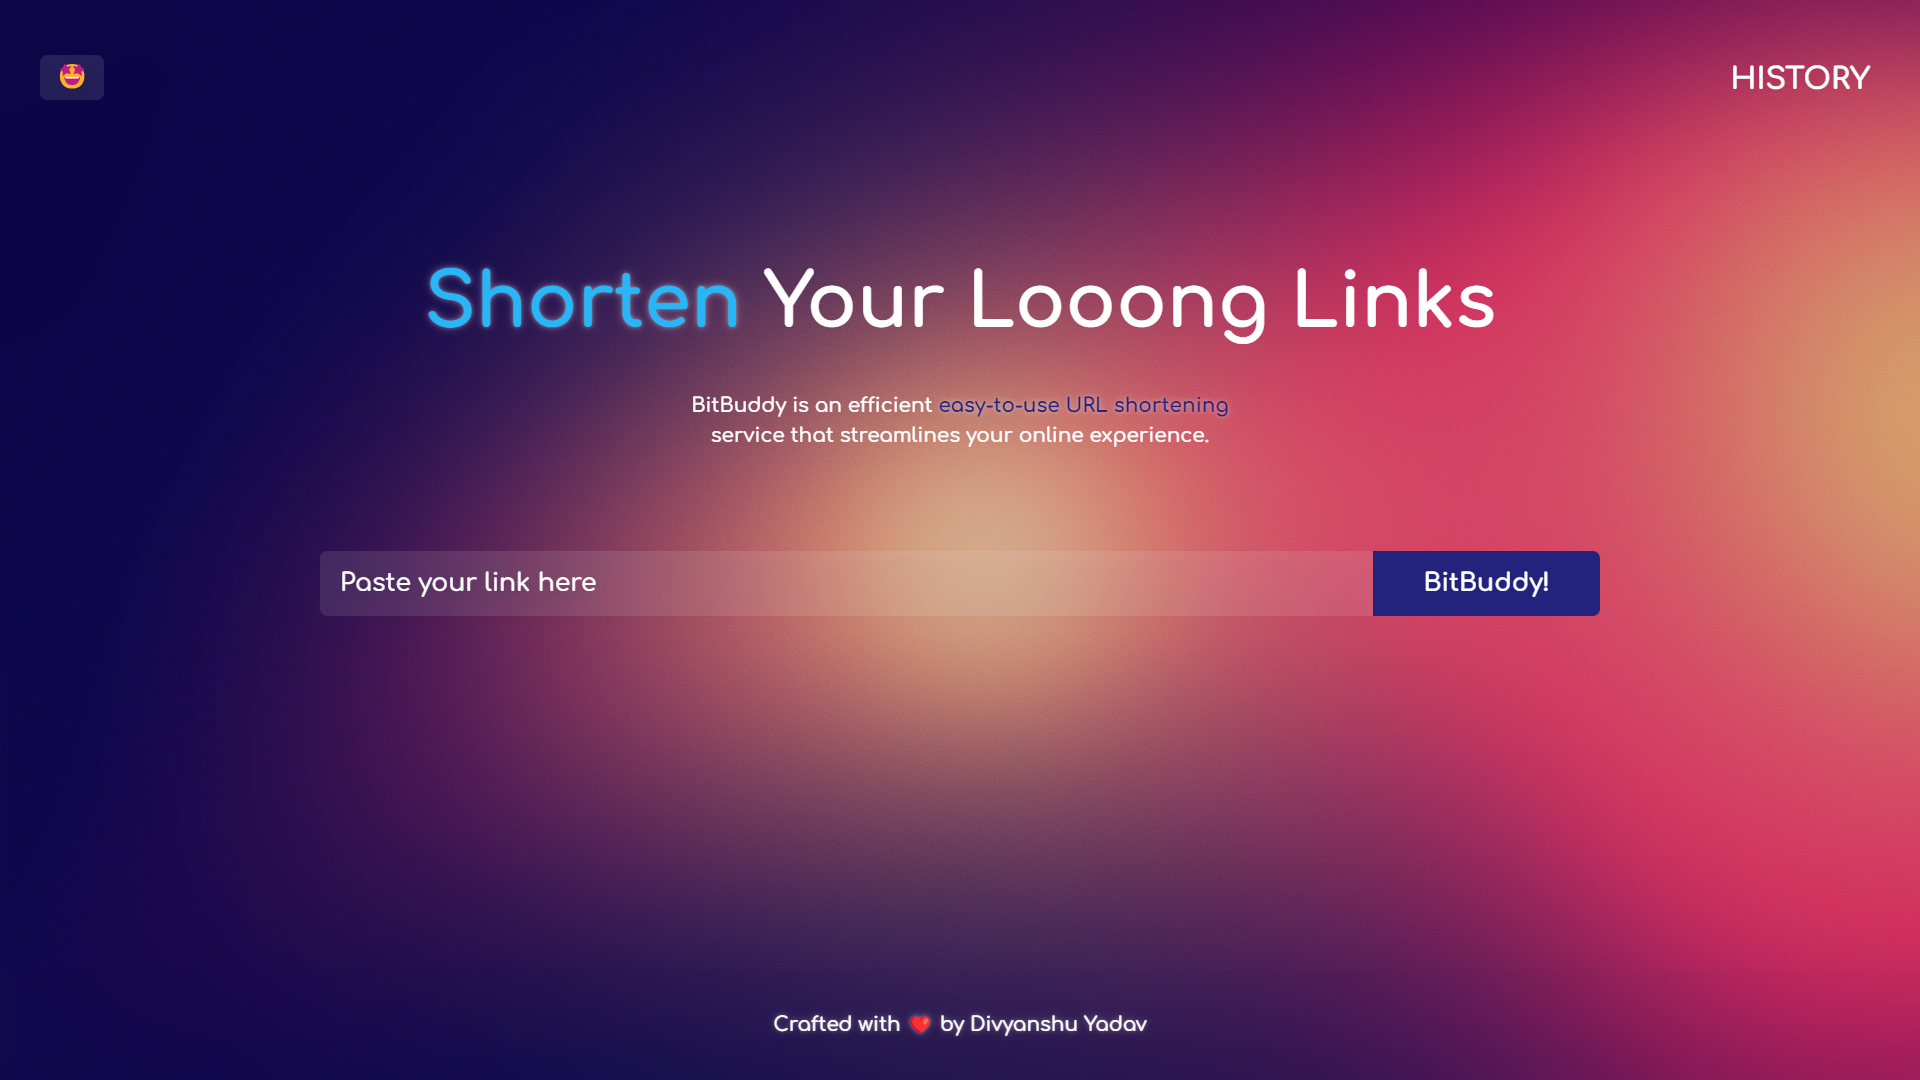 HISTORY
Shorten Your Looong Links
BitBuddy is an efficient easy-to-use URL shortening
service that streamlines your online experience.
Paste your link here
BitBuddy!
Crafted with ❤️ by Divyanshu Yadav